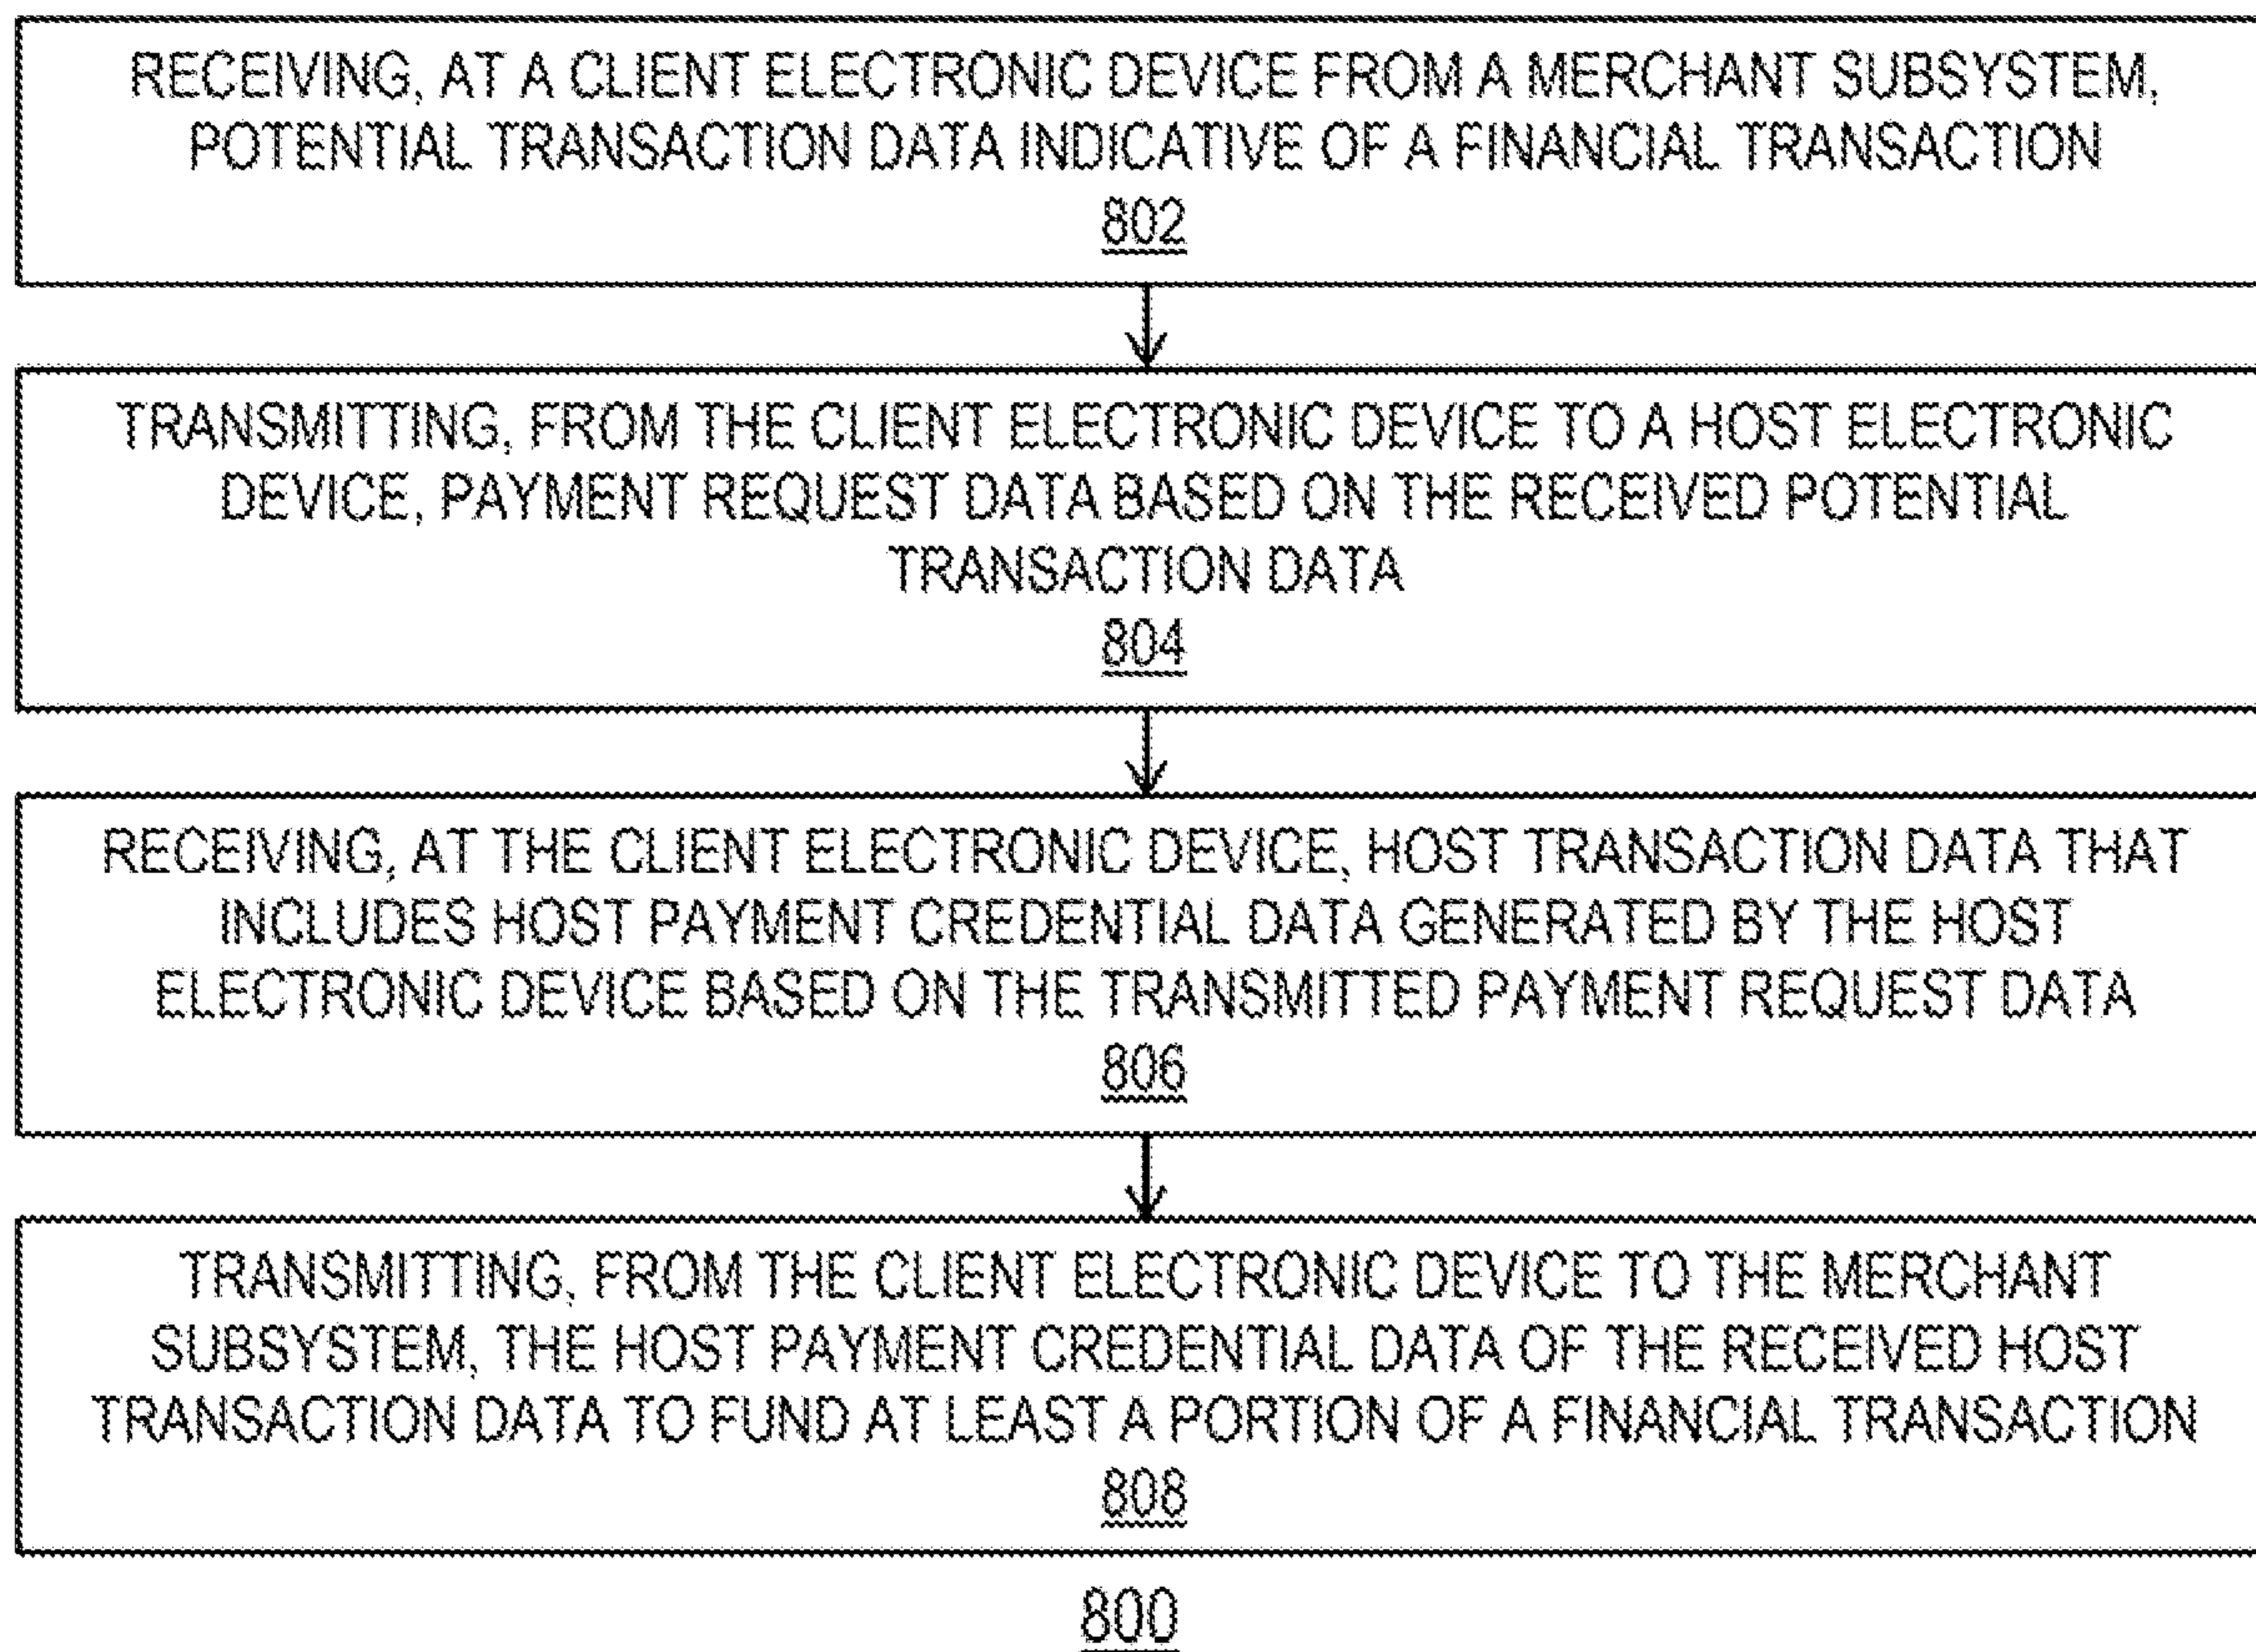 RECEIVING, AT A CLIENT ELECTRONIC DEVICE FROM A MERCHANT SUBSYSTEM,
POTENTIAL TRANSACTION DATA INDICATIVE OF A FINANCIAL TRANSACTION
802
TRANSMITTING, FROM THE CLIENT ELECTRONIC DEVICE TO A HOST ELECTRONIC
DEVICE, PAYMENT REQUEST DATA BASED ON THE RECEIVED POTENTIAL
TRANSACTION DATA
804
RECEIVING, AT THE CLIENT ELECTRONIC DEVICE, HOST TRANSACTION DATA THAT
INCLUDES HOST PAYMENT CREDENTIAL DATA GENERATED BY THE HOST
ELECTRONIC DEVICE BASED ON THE TRANSMITTED PAYMENT REQUEST DATA
806
TRANSMITTING, FROM THE CLIENT ELECTRONIC DEVICE TO THE MERCHANT
SUBSYSTEM, THE HOST PAYMENT CREDENTIAL DATA OF THE RECEIVED HOST
TRANSACTION DATA TO FUND AT LEAST A PORTION OF A FINANCIAL TRANSACTION
808
800